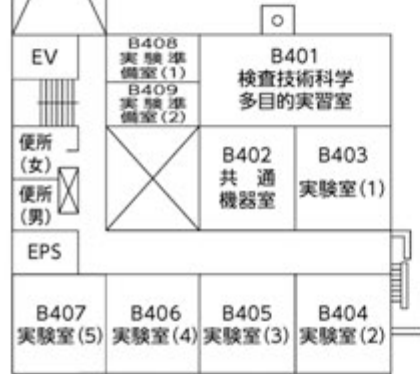 EV
B408
実験準
備室(1)
B409
実験準
備室(2)
B401
検査技術科学
多目的実習室
便所
(女)
便所
(男)
B402
共 通
機器室
B403
実験室(1)
EPS
B407
実験室(5)
B406
実験室(4)
B405
実験室(3)
B404
実験室(2)